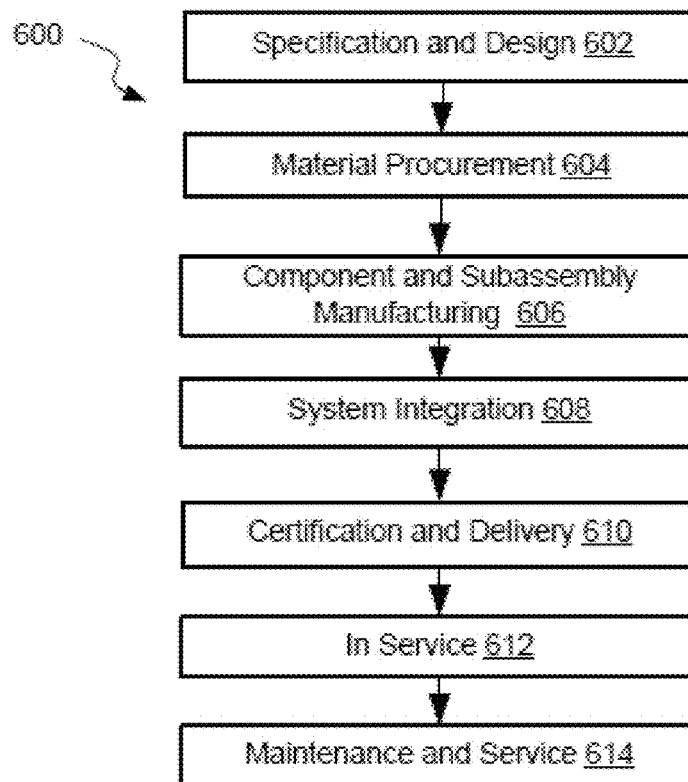 600
Specification and Design 602
Material Procurement 604
Component and Subassembly
Manufacturing 606
System Integration 608
Certification and Delivery 610
In Service 612
Maintenance and Service 614